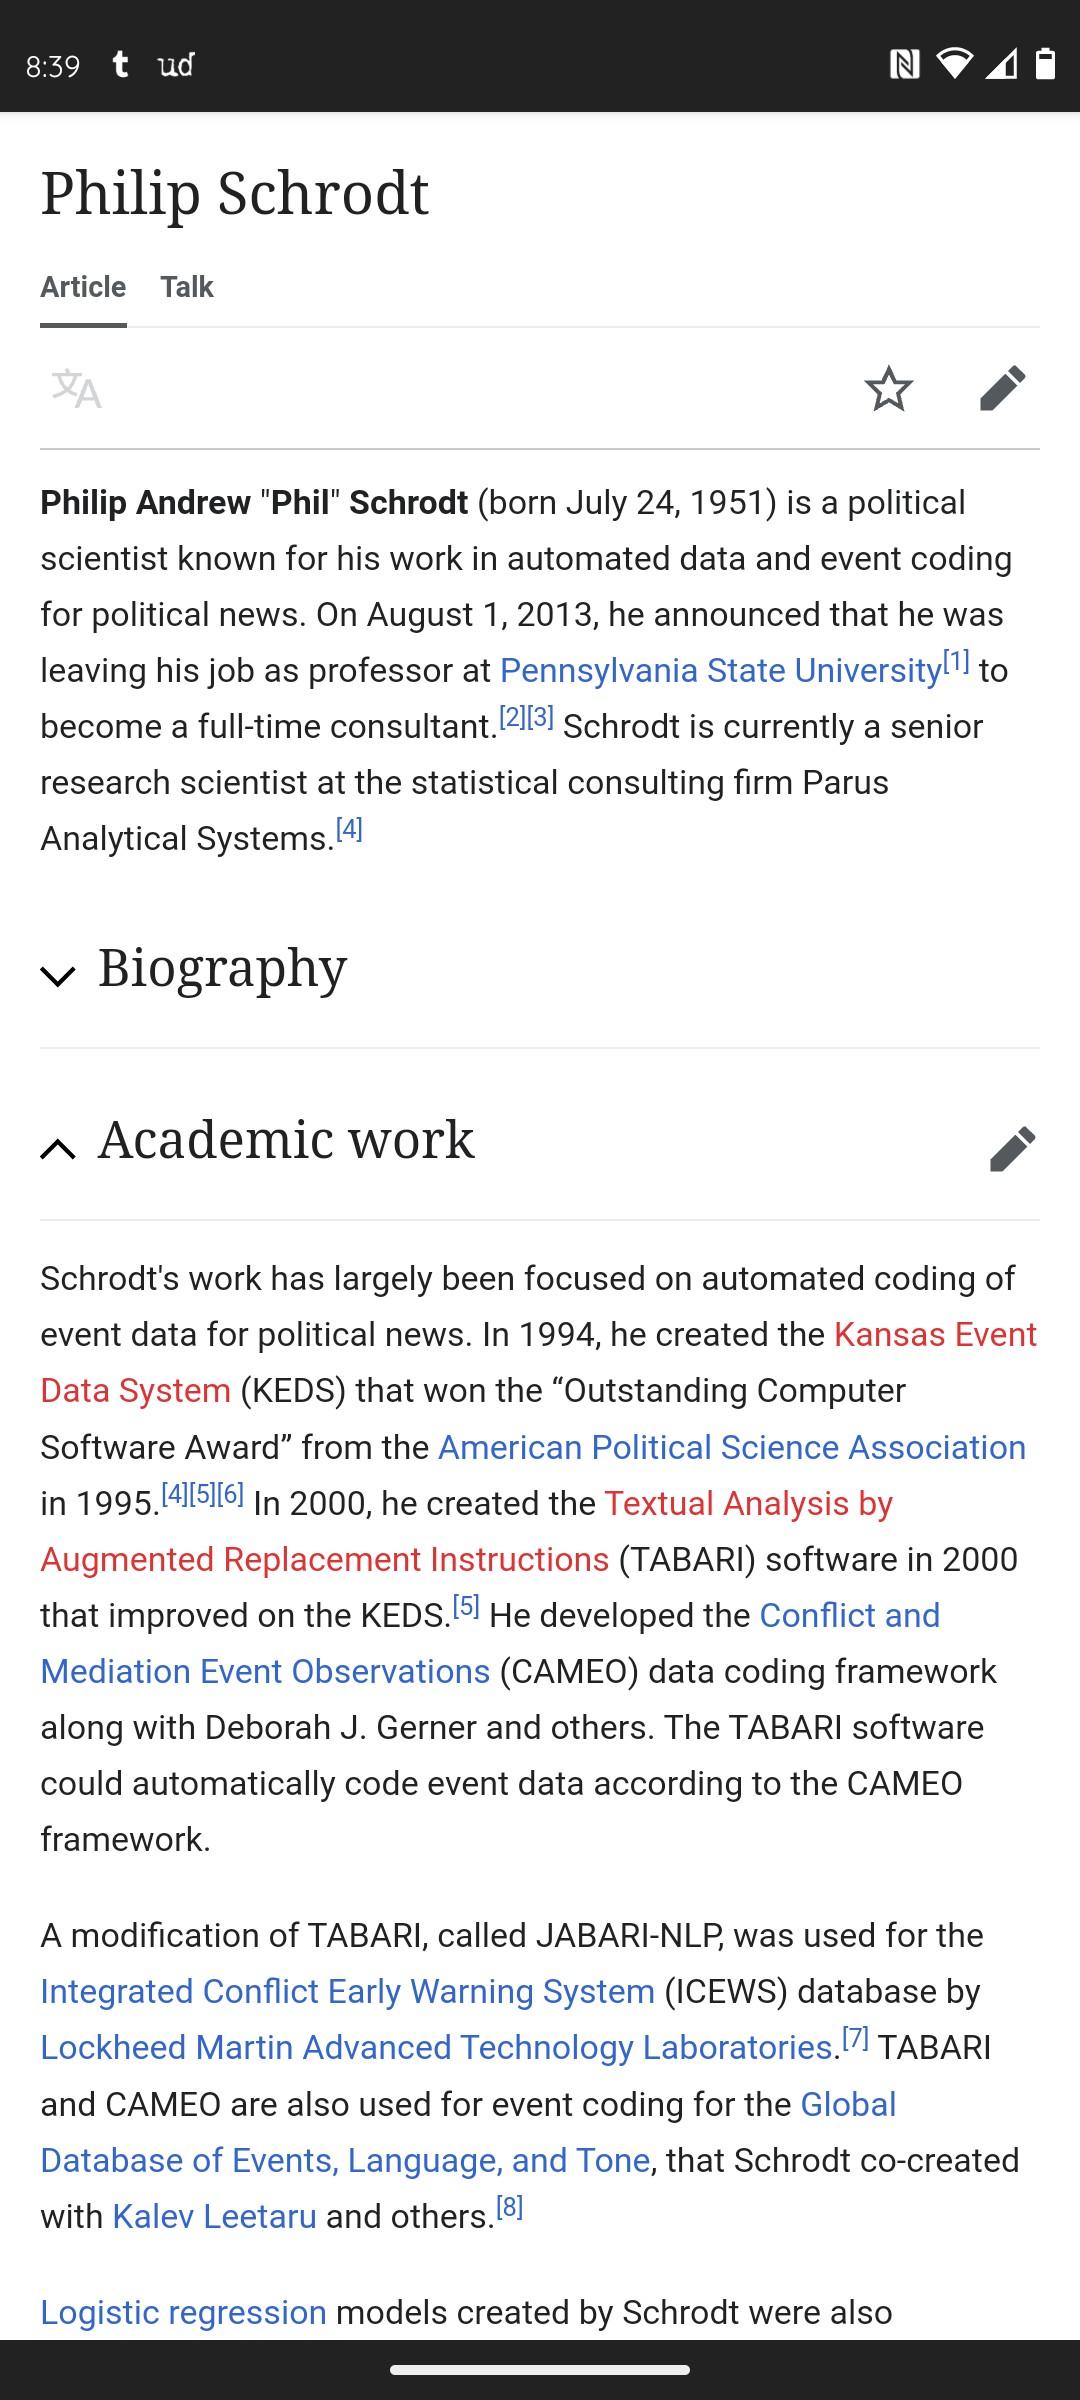 8:39 t ud
Philip Schrodt
Article Talk
文A
Philip Andrew "Phil" Schrodt (born July 24, 1951) is a political
scientist known for his work in automated data and event coding
for political news. On August 1, 2013, he announced that he was
leaving his job as professor at Pennsylvania State University[1] to
become a full-time consultant.[2][3] Schrodt is currently a senior
research scientist at the statistical consulting firm Parus
Analytical Systems.[4]
Biography
Academic work
Schrodt's work has largely been focused on automated coding of
event data for political news. In 1994, he created the Kansas Event
Data System (KEDS) that won the “Outstanding Computer
Software Award” from the American Political Science Association
in 1995.[4][5][6] In 2000, he created the Textual Analysis by
Augmented Replacement Instructions (TABARI) software in 2000
that improved on the KEDS.[5] He developed the Conflict and
Mediation Event Observations (CAMEO) data coding framework
along with Deborah J. Gerner and others. The TABARI software
could automatically code event data according to the CAMEO
framework.
A modification of TABARI, called JABARI-NLP, was used for the
Integrated Conflict Early Warning System (ICEWS) database by
Lockheed Martin Advanced Technology Laboratories.[7] TABARI
and CAMEO are also used for event coding for the Global
Database of Events, Language, and Tone, that Schrodt co-created
with Kalev Leetaru and others.[8]
Logistic regression models created by Schrodt were also